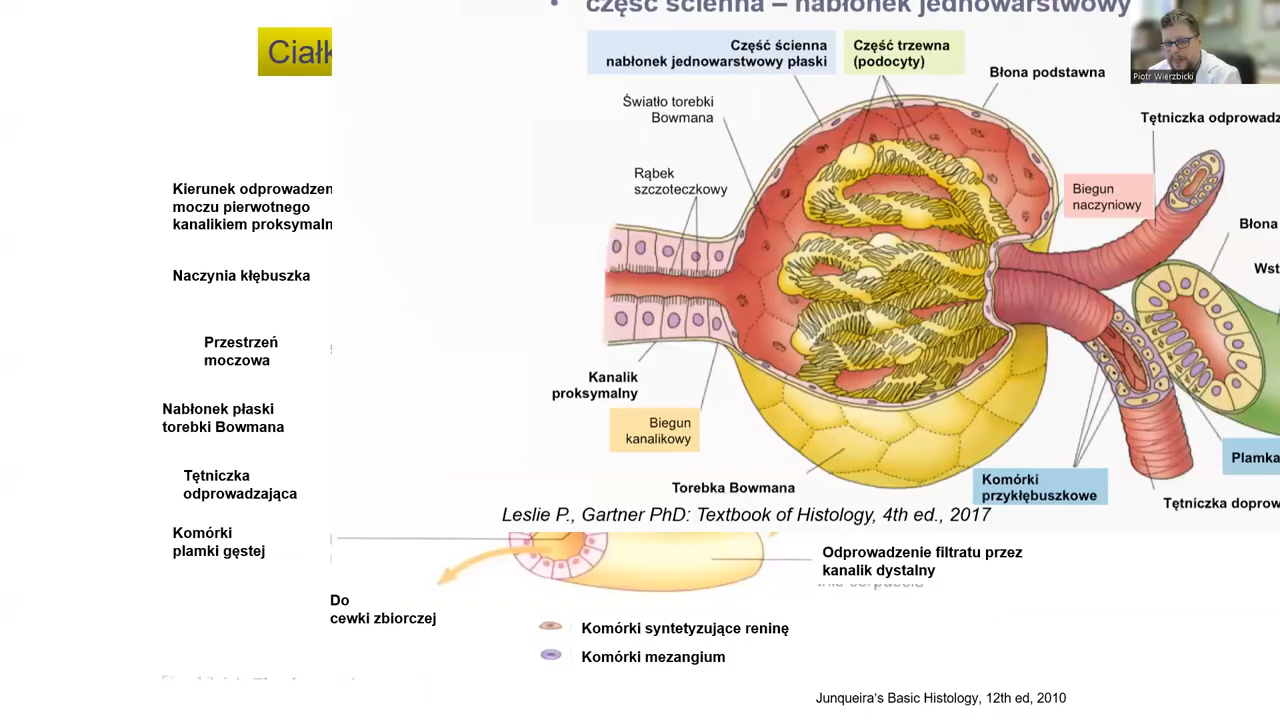 część ścienna – nabłonek jednowarstwowy
Ciałk
Część ścienna
nabłonek jednowarstwowy płaski
Część trzewna
(podocyty)
Błona podstawna
Piotr Wierzbicki
Światło torebki
Bowmana
Tętniczka odprowadz
Rąbek
szczoteczkowy
Biegun
naczyniowy
Kierunek odprowadzen
moczu pierwotnego
kanalikiem proksymaln
Błona
Wst
Naczynia kłębuszka
Przestrzeń
moczowa
Kanalik
proksymalny
Nabłonek płaski
torebki Bowmana
Biegun
kanalikowy
Plamka
Tętniczka
odprowadzająca
Torebka Bowmana
Komórki
przykłębuszkowe
Tętniczka doprow
Leslie P., Gartner PhD: Textbook of Histology, 4th ed., 2017
Komórki
plamki gęstej
Odprowadzenie filtratu przez
kanalik dystalny
Do
cewki zbiorczej
Komórki syntetyzujące reninę
Komórki mezangium
Junqueira's Basic Histology, 12th ed, 2010